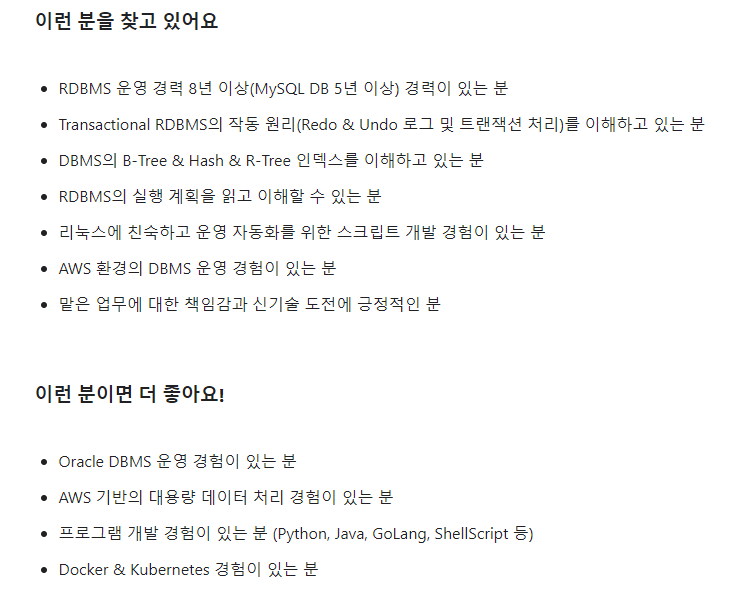 이런 분을 찾고 있어요
RDBMS 운영 경력 8년 이상(MySQL DB 5년 이상) 경력이 있는 분
Transactional RDBMS의 작동 원리(Redo & Undo 로그 및 트랜잭션 처리)를 이해하고 있는 분
DBMS의 B-Tree & Hash & R-Tree 인덱스를 이해하고 있는 분
RDBMS의 실행 계획을 읽고 이해할 수 있는 분
리눅스에 친숙하고 운영 자동화를 위한 스크립트 개발 경험이 있는 분
AWS 환경의 DBMS 운영 경험이 있는 분
맡은 업무에 대한 책임감과 신기술 도전에 긍정적인 분
이런 분이면 더 좋아요!
Oracle DBMS 운영 경험이 있는 분
AWS 기반의 대용량 데이터 처리 경험이 있는 분
프로그램 개발 경험이 있는 분 (Python, Java, GoLang, ShellScript 등)
Docker & Kubernetes 경험이 있는 분